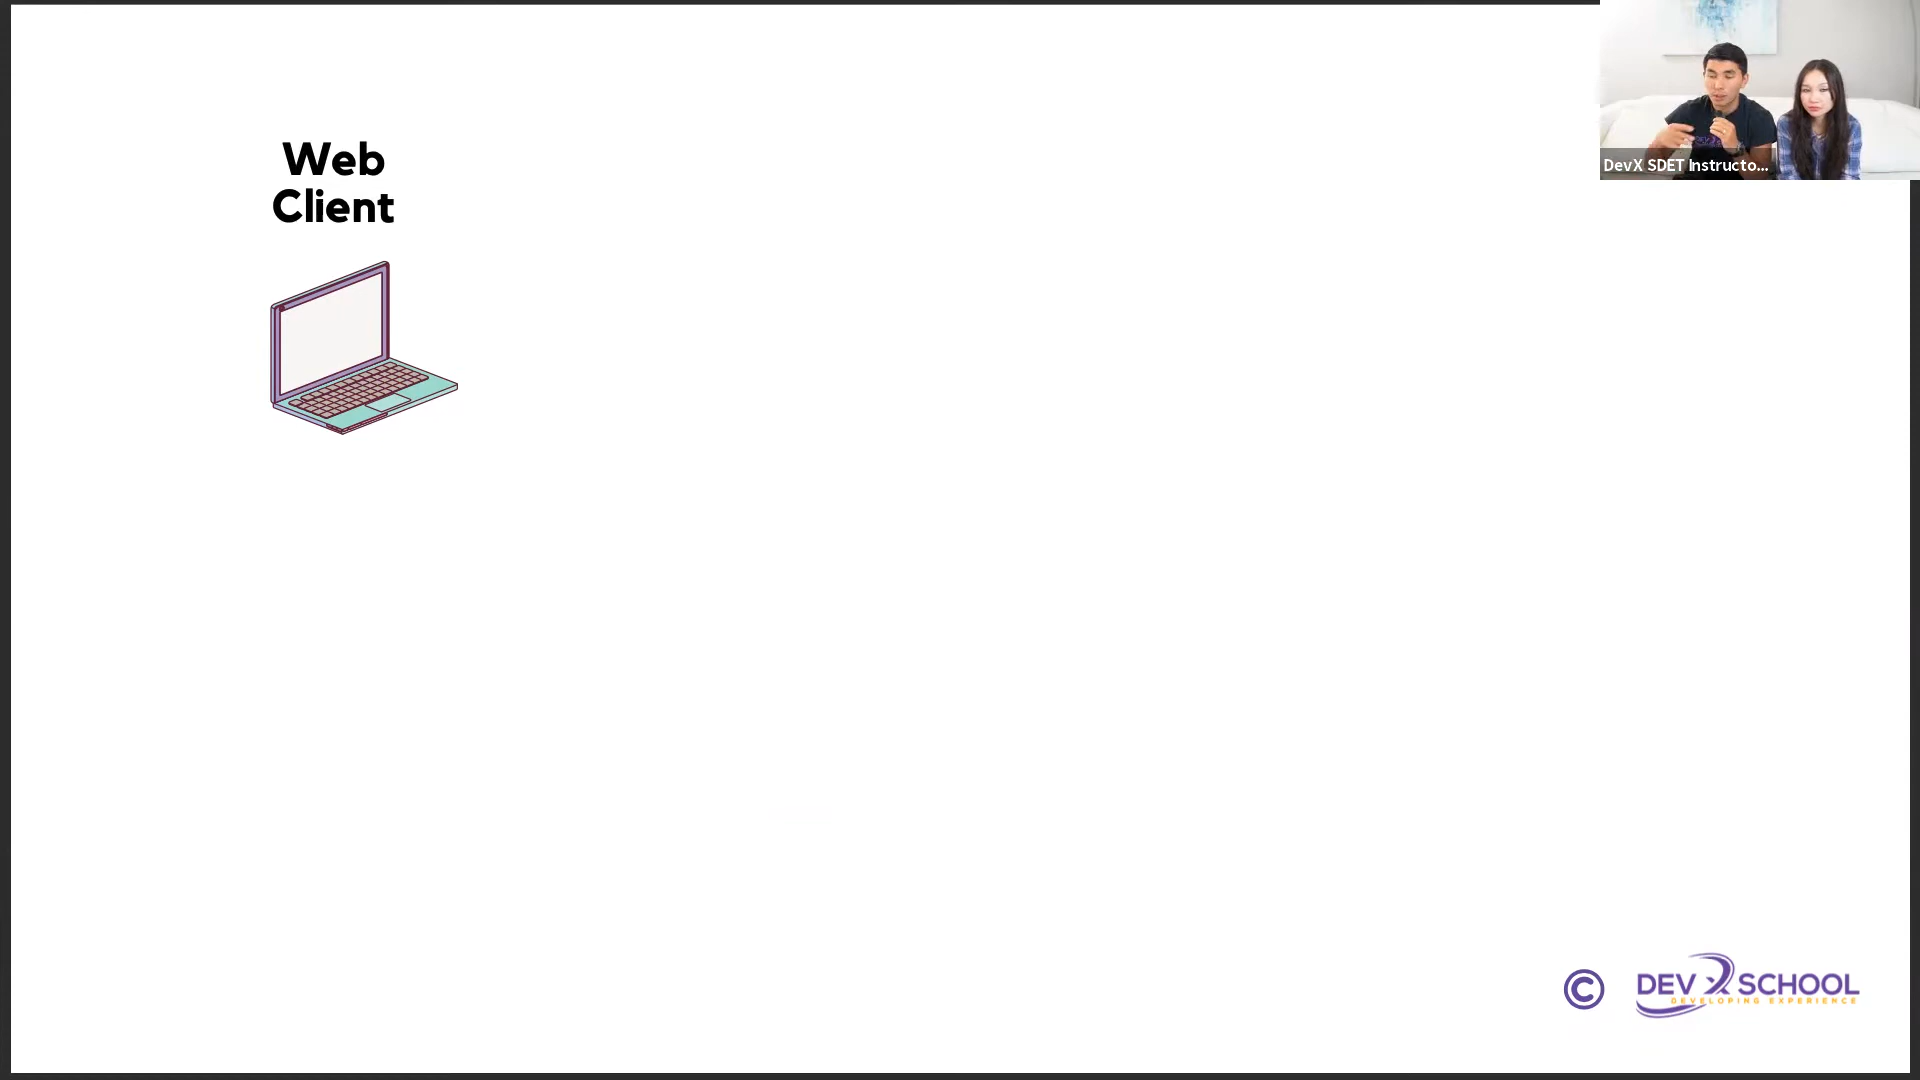 Web
Client
DevX SDET Instructo...
© DEV X SCHOOL
DEVELOPING EXPERIENCE